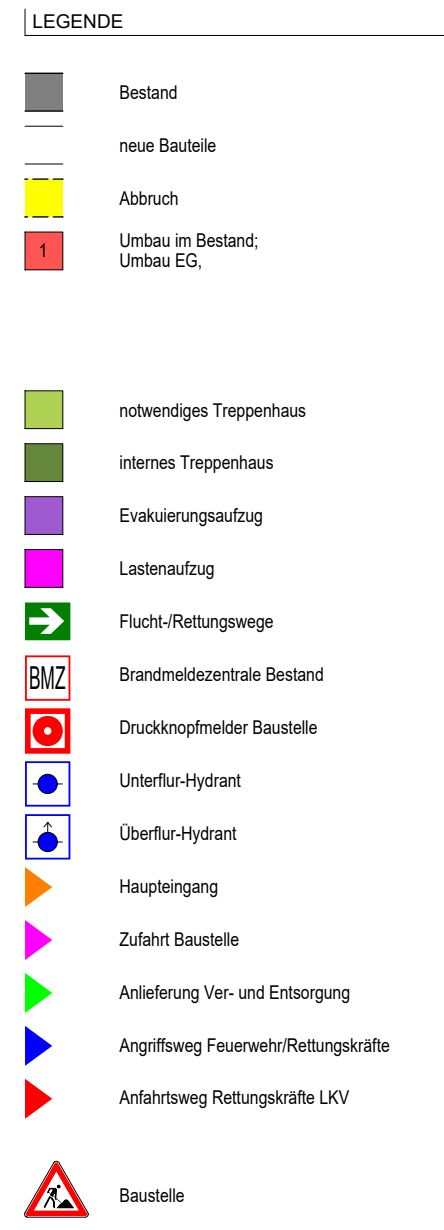 LEGENDE
Bestand
neue Bauteile
Abbruch
1
Umbau im Bestand;
Umbau EG,
notwendiges Treppenhaus
internes Treppenhaus
Evakuierungsaufzug
Lastenaufzug
Flucht-/Rettungswege
BMZ Brandmeldezentrale Bestand
Druckknopfmelder Baustelle
Unterflur-Hydrant
Überflur-Hydrant
Haupteingang
Zufahrt Baustelle
Anlieferung Ver- und Entsorgung
Angriffsweg Feuerwehr/Rettungskräfte
Anfahrtsweg Rettungskräfte LKV
Baustelle